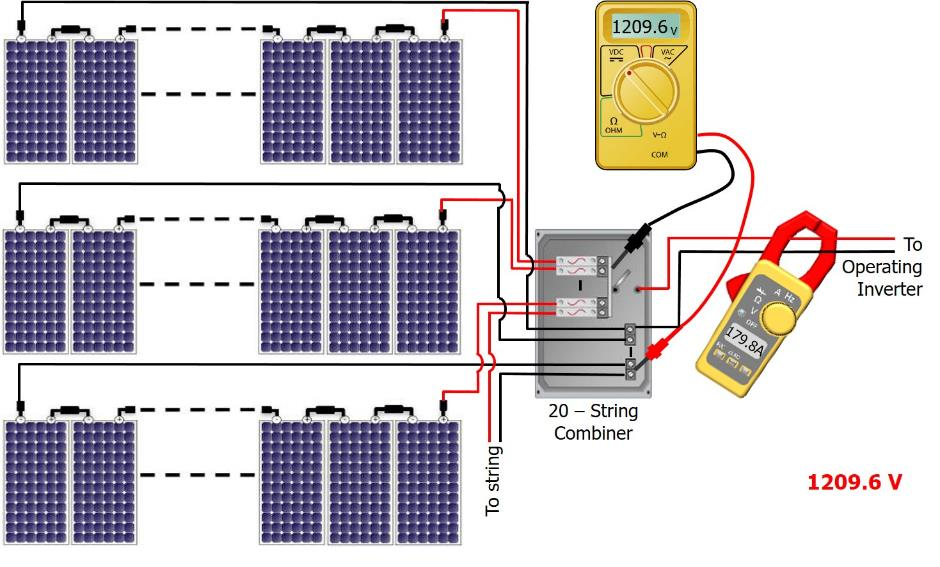 1209.6 V
VDC
VAC
Ω
OHM
V-Ω
COM
To
Operating
Inverter
A Hz
Ω
V
OFF
179.8A
20 – String
Combiner
To string
1209.6 V